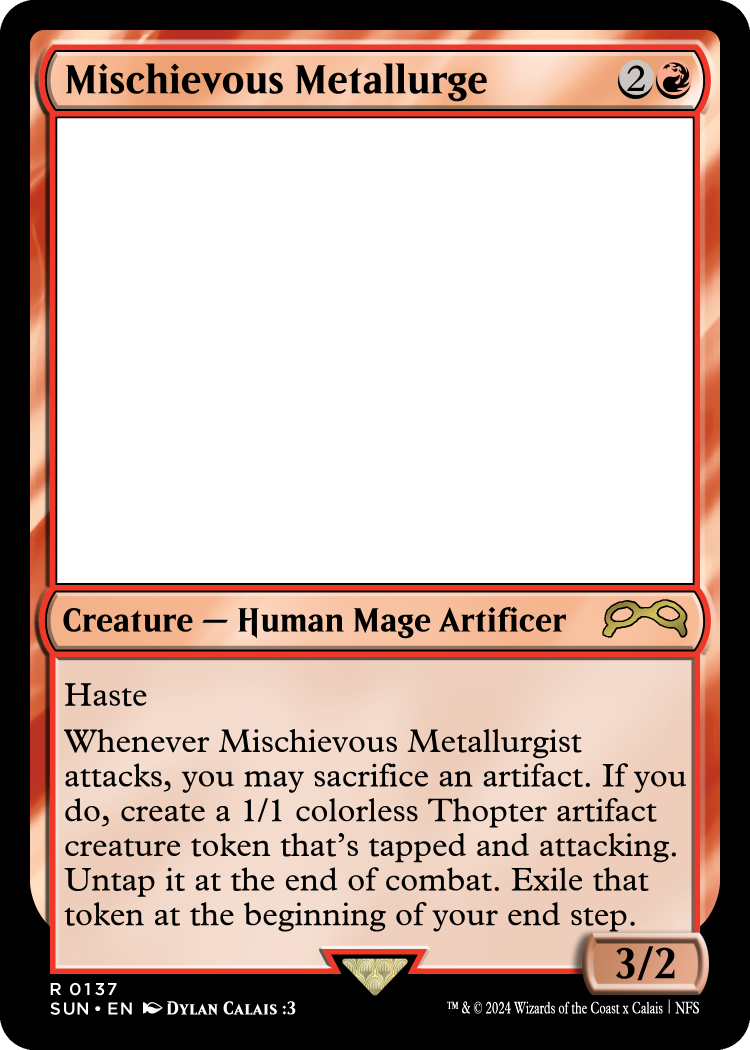 Mischievous Metallurge 2
Creature — Human Mage Artificer
Haste
Whenever Mischievous Metallurgist
attacks, you may sacrifice an artifact. If you
do, create a 1/1 colorless Thopter artifact
creature token that's tapped and attacking.
Untap it at the end of combat. Exile that
token at the beginning of your end step.
3/2
R 0137
SUN • EN Dylan Calais :3
™ & © 2024 Wizards of the Coast x Calais | NFS